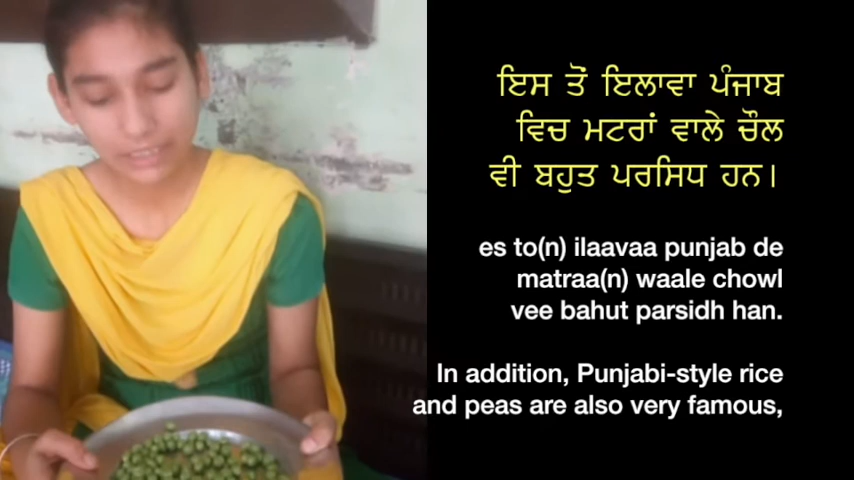 ਇਸ ਤੋਂ ਇਲਾਵਾ ਪੰਜਾਬ
ਵਿਚ ਮਟਰਾਂ ਵਾਲੇ ਚੌਲ
ਵੀ ਬਹੁਤ ਪਰਸਿਧ ਹਨ।
es to(n) ilaavaa punjab de
matraa(n) waale chowl
vee bahut parsidh han.
In addition, Punjabi-style rice
and peas are also very famous,